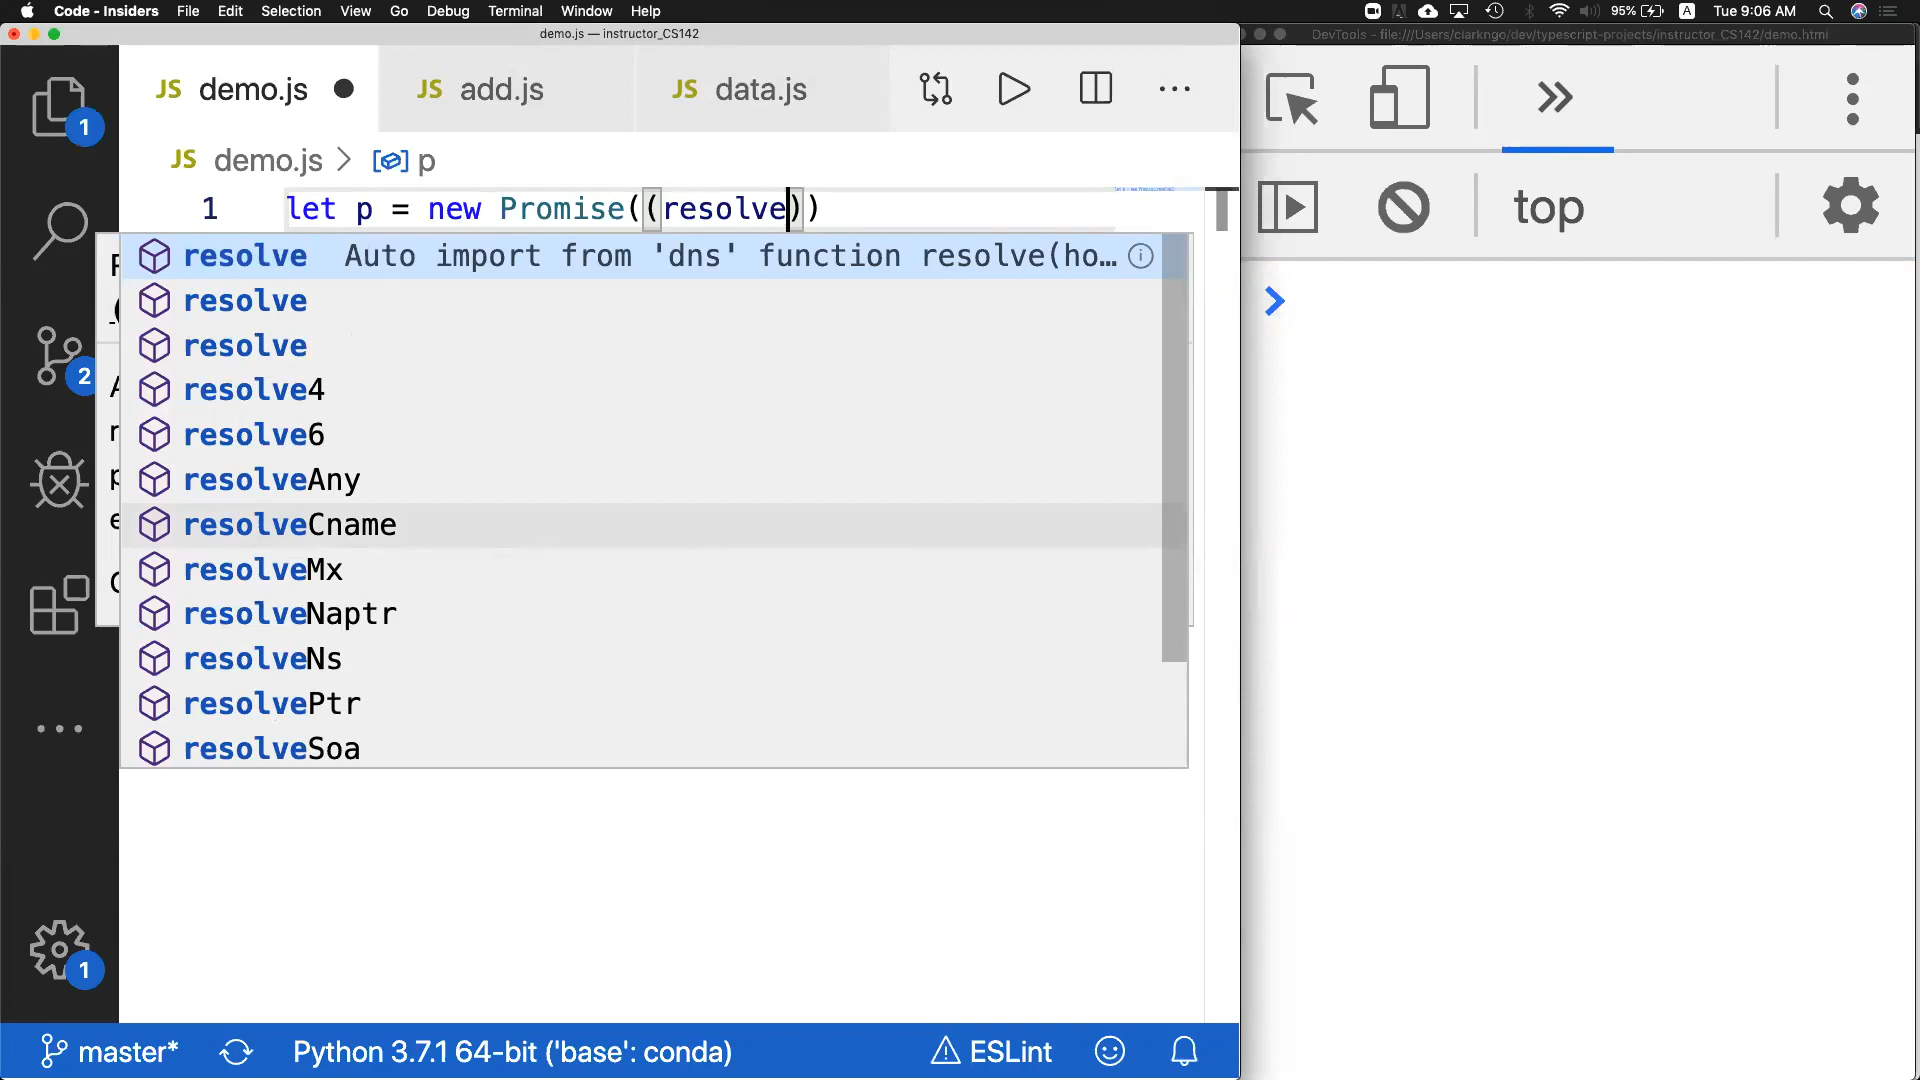 Code - Insiders File Edit Selection View Go Debug Terminal Window Help
95% A Tue 9:06 AM
demo.js — instructor_CS142
DevTools - file:///Users/clarkngo/dev/typescript-projects/instructor_CS142/demo.html
JS demo.js JS add.js JS data.js
JS demo.js > p
1 let p = new Promise((resolve))
resolve Auto import from 'dns' function resolve(ho…
resolve
resolve
resolve4
resolve6
resolveAny
resolveCname
resolveMx
resolveNaptr
resolveNs
resolvePtr
resolveSoa
1
2
1
top
master* Python 3.7.1 64-bit ('base': conda) ESLint